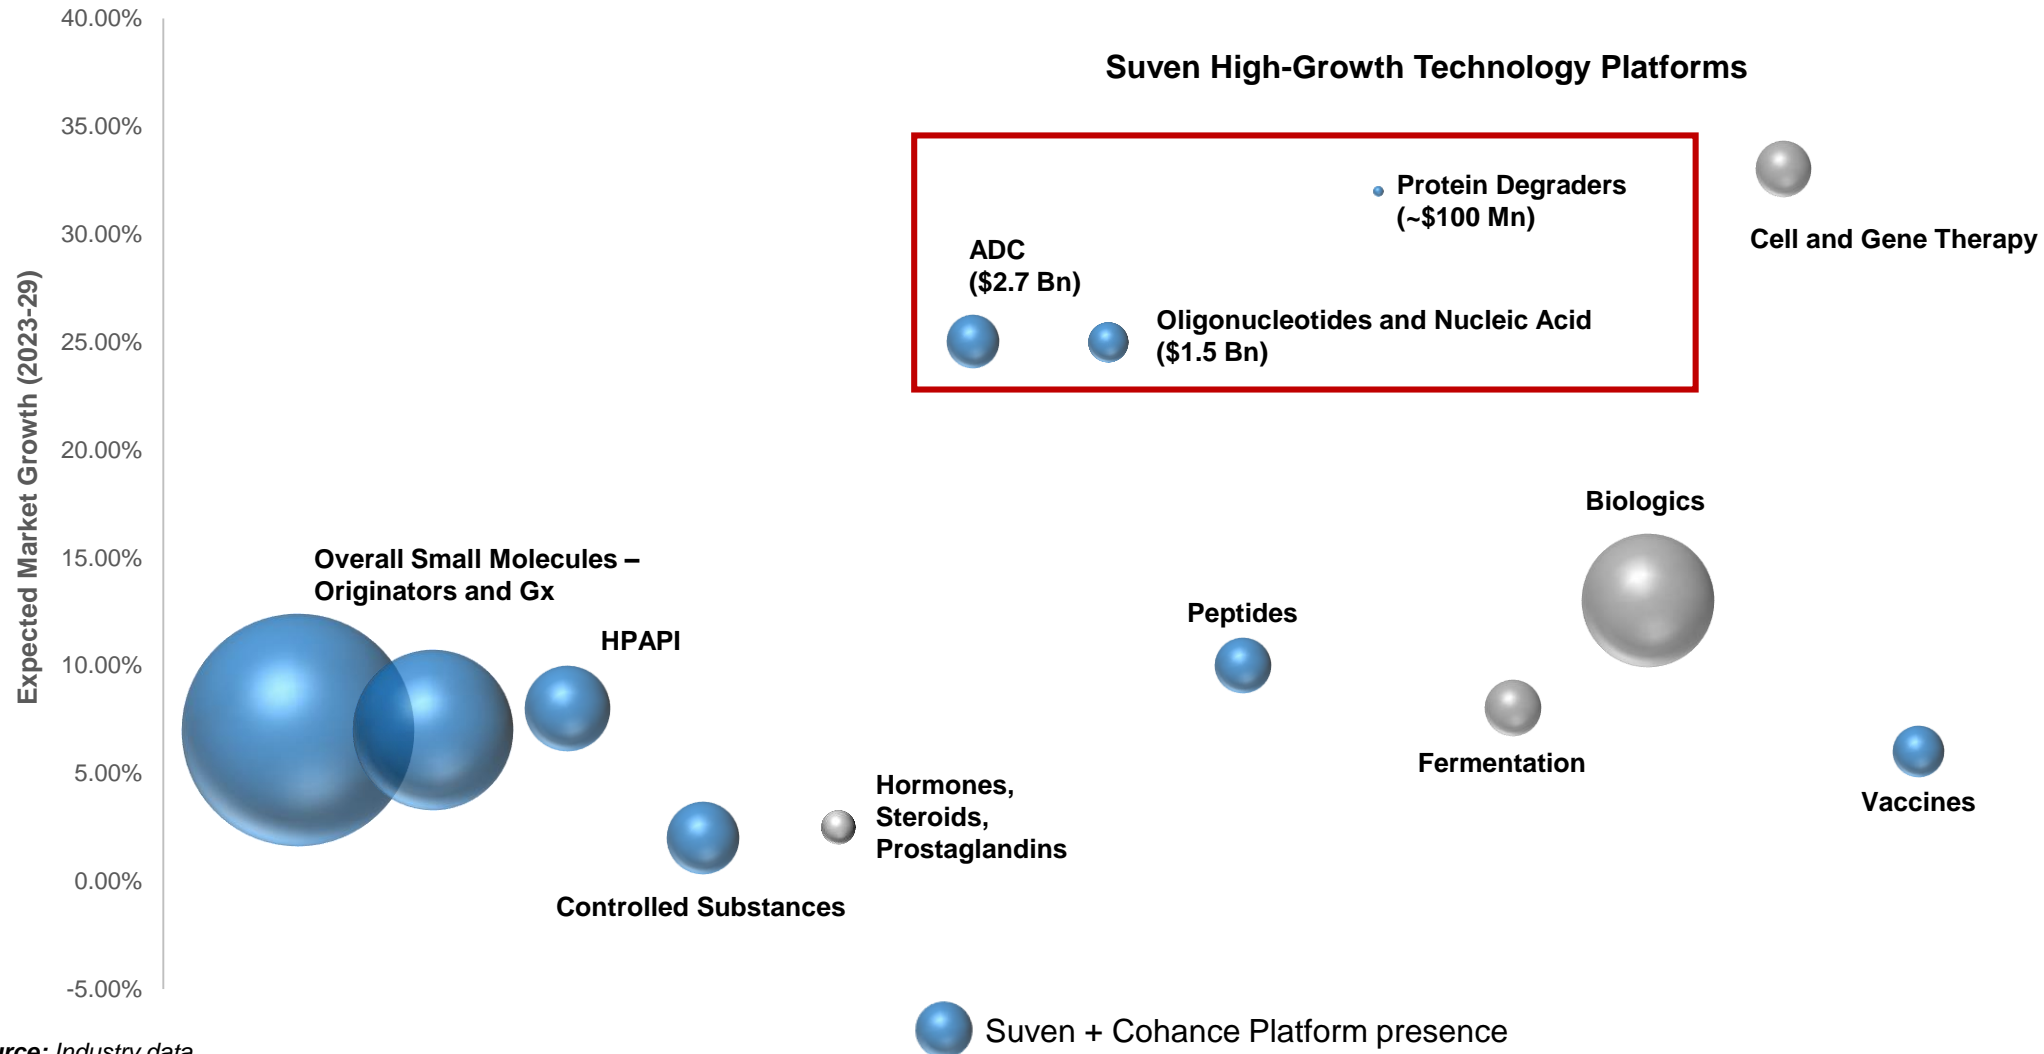 40.00%
Suven High-Growth Technology Platforms
35.00%
Protein Degraders
(~$100 Mn)
30.00%
Cell and Gene Therapy
ADC
($2.7 Bn)
Oligonucleotides and Nucleic Acid
($1.5 Bn)
25.00%
Expected Market Growth (2023-29)
20.00%
Biologics
15.00%
Overall Small Molecules –
Originators and Gx
HPAPI
Peptides
10.00%
Fermentation
5.00%
Hormones,
Steroids,
Prostaglandins
Vaccines
0.00%
Controlled Substances
-5.00%
Suven + Cohance Platform presence
urce: Industry data